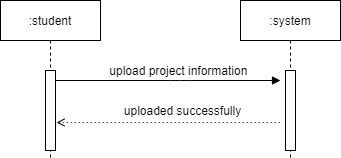 :student
:system
upload project information
uploaded successfully